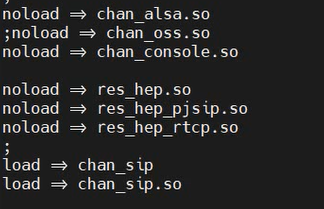 ;
noload => chan_alsa.so
;noload => chan_oss.so
noload => chan_console.so
noload => res_hep.so
noload => res_hep_pjsip.so
noload => res_hep_rtcp.so
;
load => chan_sip
load => chan_sip.so